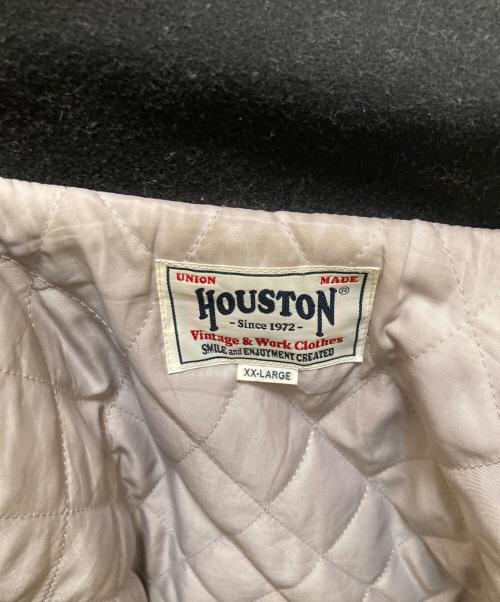 UNION MADE
HOUSTON®
- Since 1972 -
Vintage & Work Clothes
SMILE and ENJOYMENT CREATED
XX-LARGE